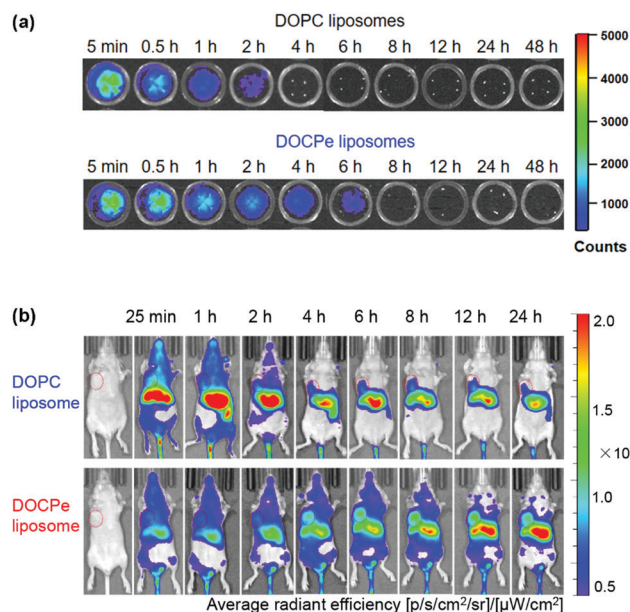 (a)
DOPC liposomes
5 min 0.5 h 1 h 2 h 4 h 6 h 8 h 12 h 24 h 48 h
DOCPe liposomes
5 min 0.5 h 1 h 2 h 4 h 6 h 8 h 12 h 24 h 48 h
5000
4000
3000
2000
1000
Counts
(b)
25 min 1 h 2 h 4 h 6 h 8 h 12 h 24 h
DOPC
liposome
DOCPe
liposome
2.0
1.5
× 10
1.0
0.5
Average radiant efficiency [p/s/cm²/sr]/[µW/cm²]